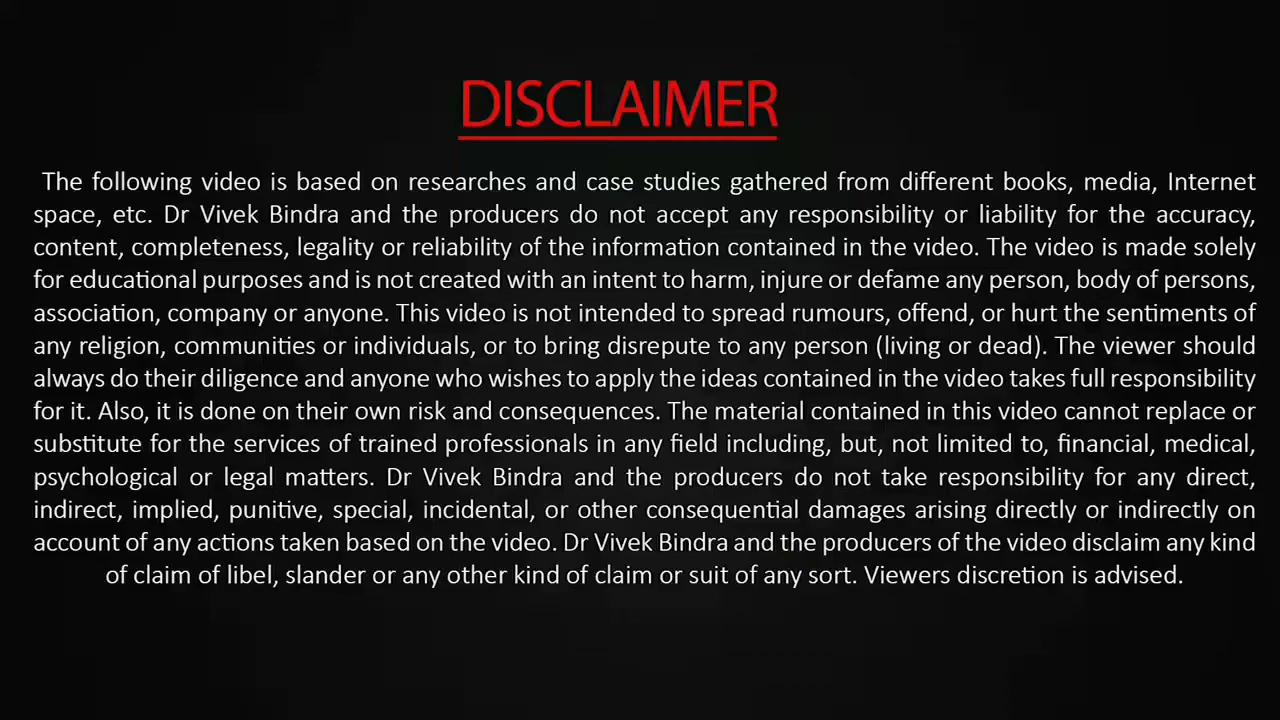 DISCLAIMER
The following video is based on researches and case studies gathered from different books, media, Internet
space, etc. Dr Vivek Bindra and the producers do not accept any responsibility or liability for the accuracy,
content, completeness, legality or reliability of the information contained in the video. The video is made solely
for educational purposes and is not created with an intent to harm, injure or defame any person, body of persons,
association, company or anyone. This video is not intended to spread rumours, offend, or hurt the sentiments of
any religion, communities or individuals, or to bring disrepute to any person (living or dead). The viewer should
always do their diligence and anyone who wishes to apply the ideas contained in the video takes full responsibility
for it. Also, it is done on their own risk and consequences. The material contained in this video cannot replace or
substitute for the services of trained professionals in any field including, but, not limited to, financial, medical,
psychological or legal matters. Dr Vivek Bindra and the producers do not take responsibility for any direct,
indirect, implied, punitive, special, incidental, or other consequential damages arising directly or indirectly on
account of any actions taken based on the video. Dr Vivek Bindra and the producers of the video disclaim any kind
of claim of libel, slander or any other kind of claim or suit of any sort. Viewers discretion is advised.